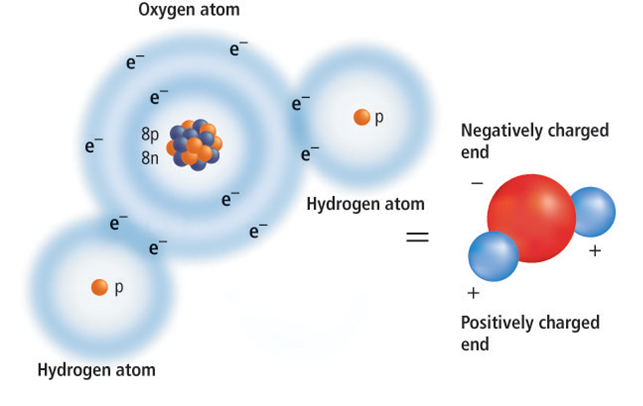 Oxygen atom
e⁻
e⁻
e⁻
e⁻
p
8p
8n
e⁻
e⁻
Negatively charged
end
−
e⁻
Hydrogen atom
e⁻
e⁻
e⁻
=
+
p
+
Positively charged
end
Hydrogen atom